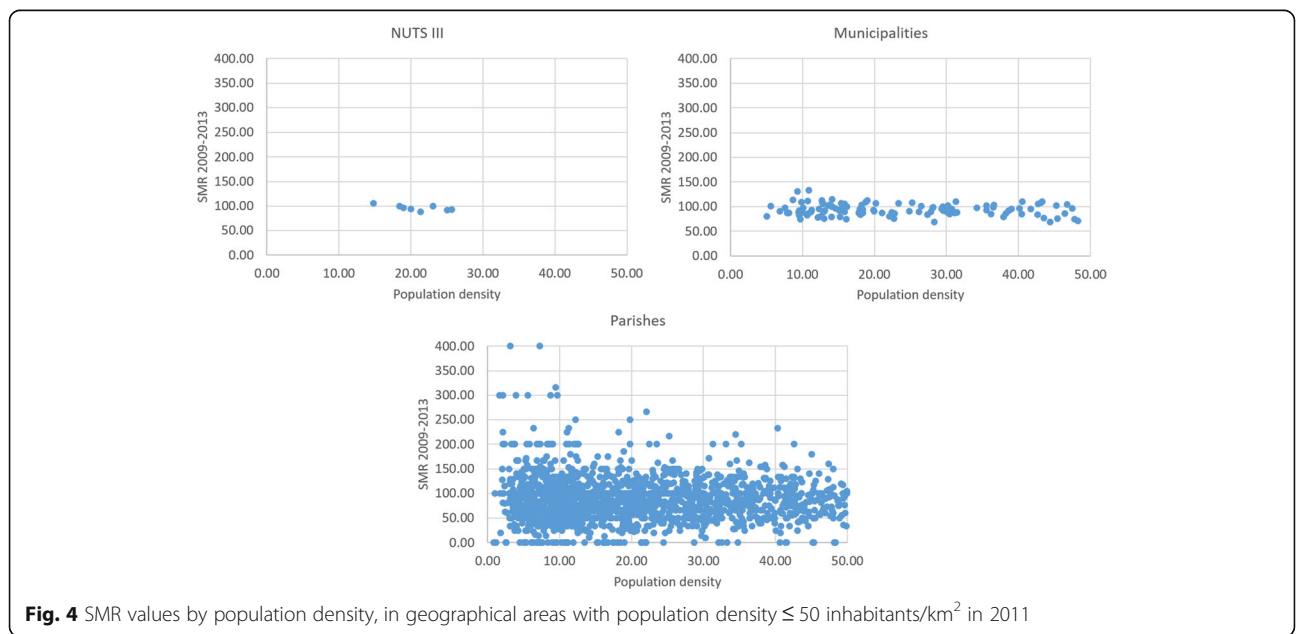 NUTS III
400.00
350.00
300.00
250.00
200.00
150.00
100.00
50.00
0.00
SMR 2009-2013
0.00 10.00 20.00 30.00 40.00 50.00
Population density
Municipalities
400.00
350.00
300.00
250.00
200.00
150.00
100.00
50.00
0.00
SMR 2009-2013
0.00 10.00 20.00 30.00 40.00 50.00
Population density
Parishes
400.00
350.00
300.00
250.00
200.00
150.00
100.00
50.00
0.00
SMR 2009-2013
0.00 10.00 20.00 30.00 40.00 50.00
Population density
Fig. 4 SMR values by population density, in geographical areas with population density ≤ 50 inhabitants/km² in 2011